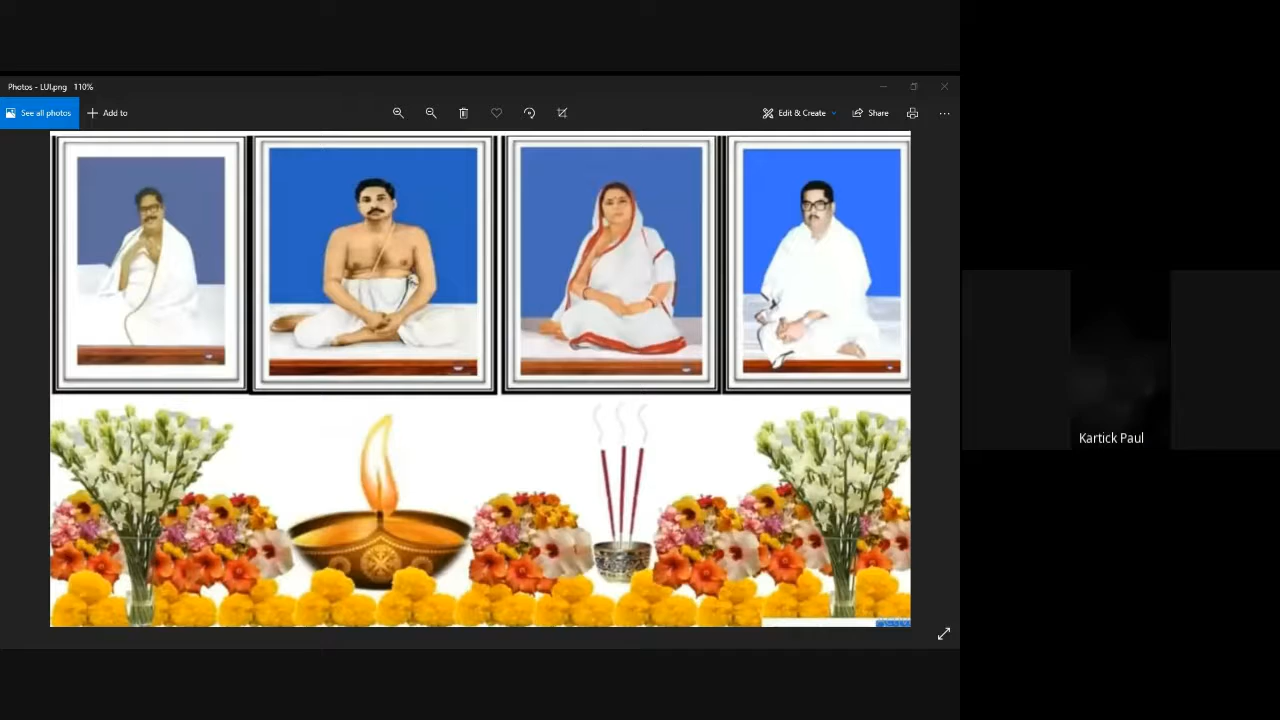 Photos - LUI.png 110%
See all photos
Add to
Edit & Create
Share
Kartick Paul